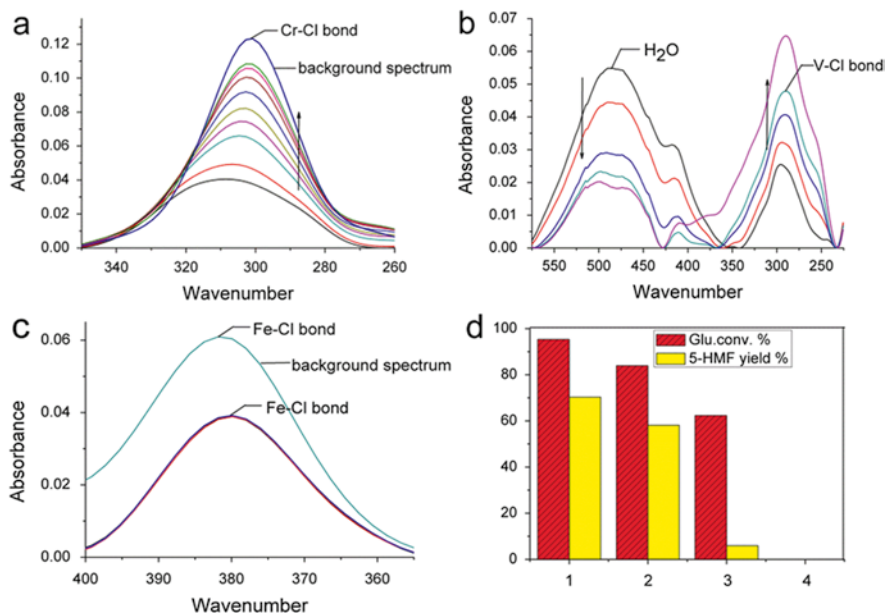 a
Cr-Cl bond
background spectrum
Absorbance
0.12
0.10
0.08
0.06
0.04
0.02
0.00
340 320 300 280 260
Wavenumber
b
H2O
V-Cl bond
Absorbance
0.07
0.06
0.05
0.04
0.03
0.02
0.01
0.00
550 500 450 400 350 300 250
Wavenumber
c
Fe-Cl bond
background spectrum
Fe-Cl bond
Absorbance
0.06
0.04
0.02
0.00
400 390 380 370 360
Wavenumber
d
Glu.conv. %
5-HMF yield %
100
80
60
40
20
0
1 2 3 4